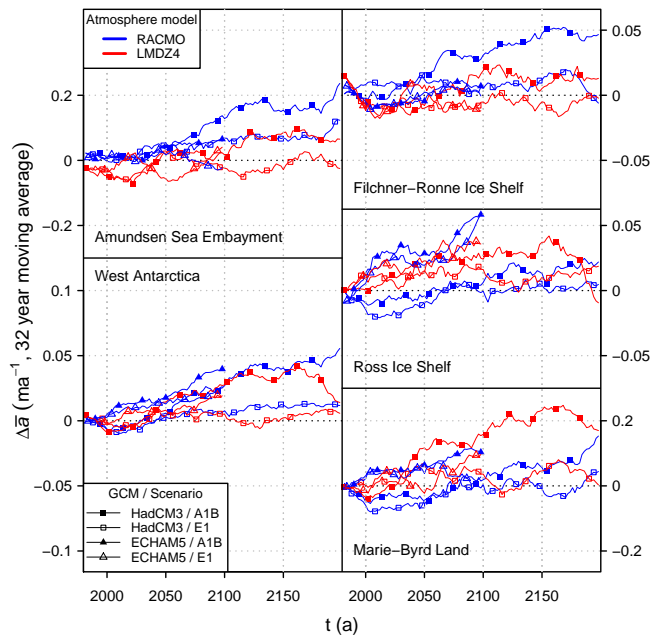 Atmosphere model
RACMO
LMDZ4
0.2
0
-0.2
Amundsen Sea Embayment
0.05
0
-0.05
Filchner−Ronne Ice Shelf
West Antarctica
0.1
0.05
0
-0.05
-0.1
0.05
0
-0.05
Ross Ice Shelf
0.2
0
-0.2
Marie−Byrd Land
GCM / Scenario
HadCM3 / A1B
HadCM3 / E1
ECHAM5 / A1B
ECHAM5 / E1
Δa̅ (ma⁻¹, 32 year moving average)
2000 2050 2100 2150
2000 2050 2100 2150
t (a)